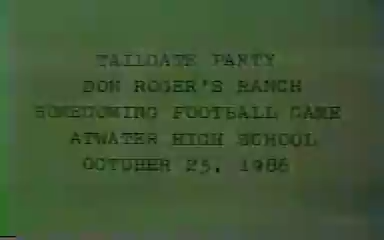 TAILGATE PARTY
DON ROGER'S RANCH
HOMECOMING FOOTBALL GAME
ATWATER HIGH SCHOOL
OCTOBER 25, 1986